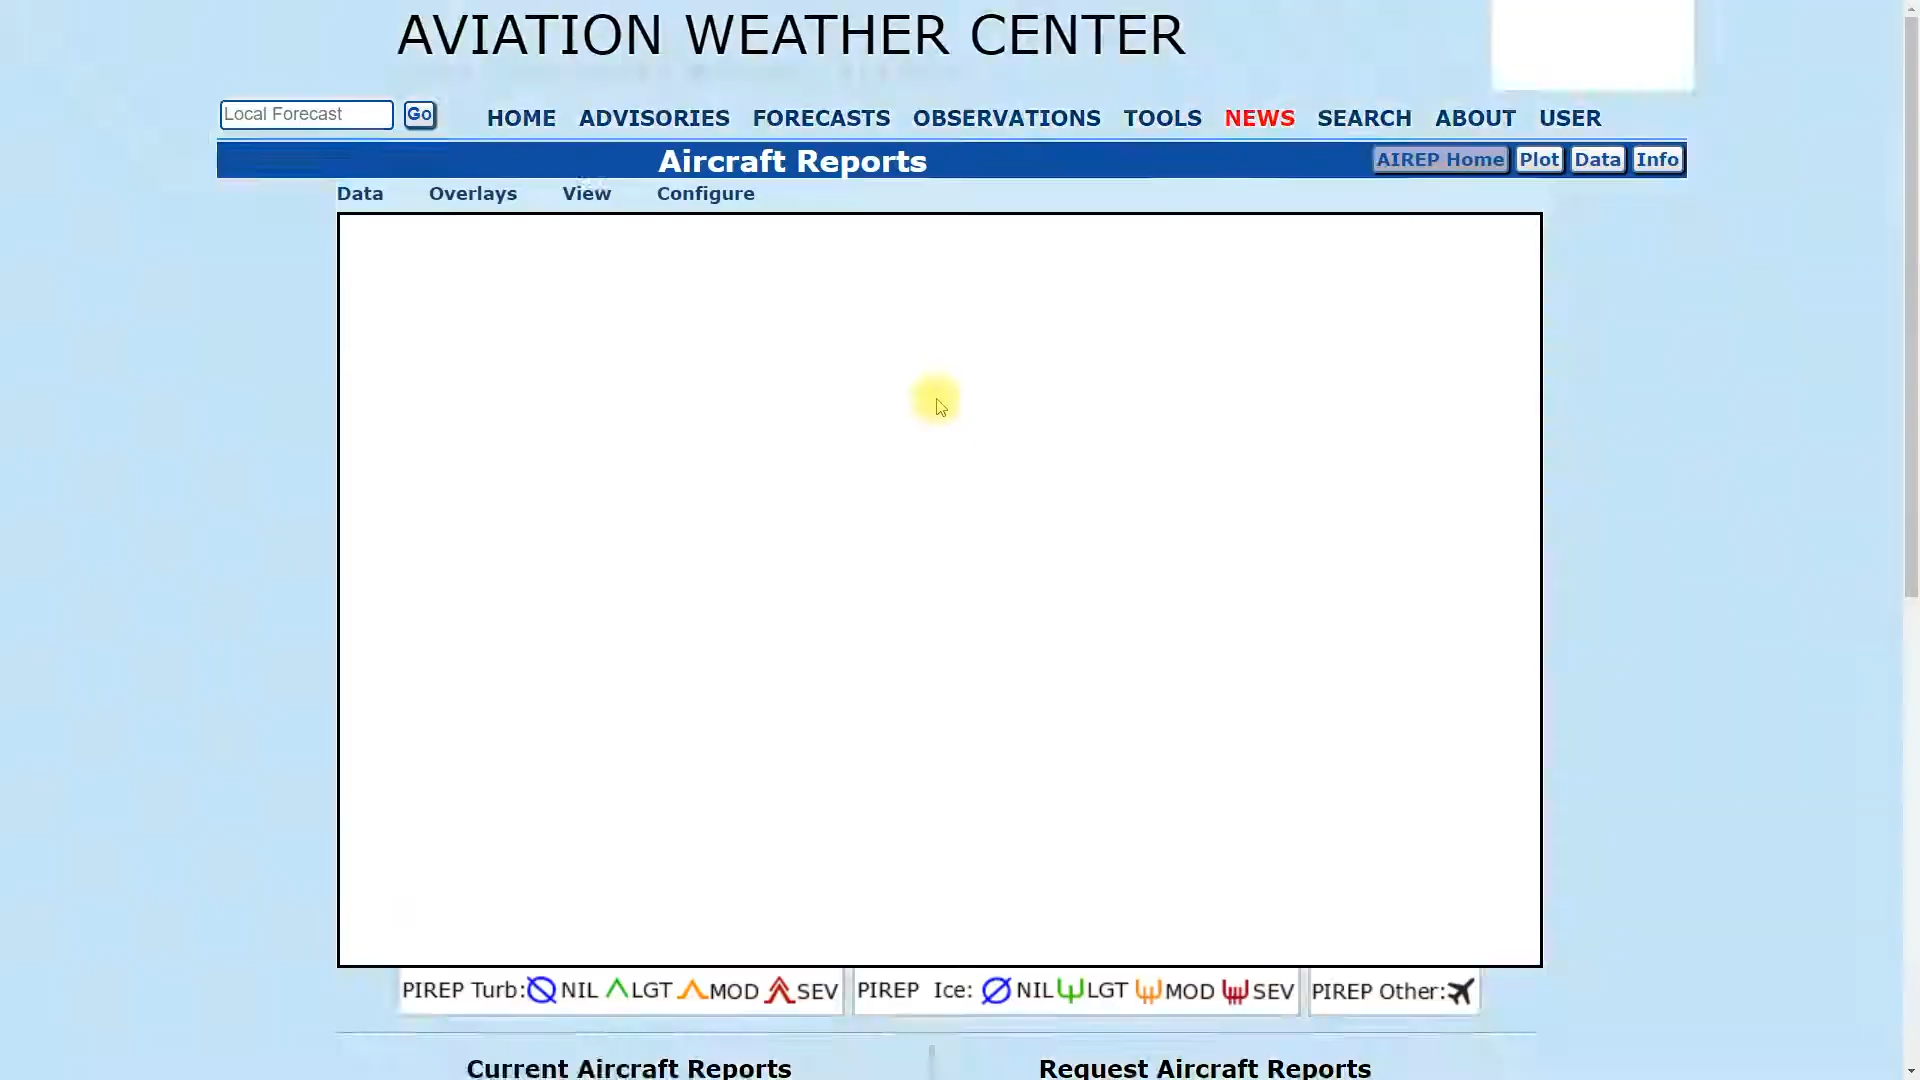 AVIATION WEATHER CENTER
Local Forecast Go HOME ADVISORIES FORECASTS OBSERVATIONS TOOLS NEWS SEARCH ABOUT USER
Aircraft Reports AIREP Home Plot Data Info
Data Overlays View Configure
PIREP Turb: NIL LGT MOD SEV PIREP Ice: NIL LGT MOD SEV PIREP Other:
Current Aircraft Reports Request Aircraft Reports